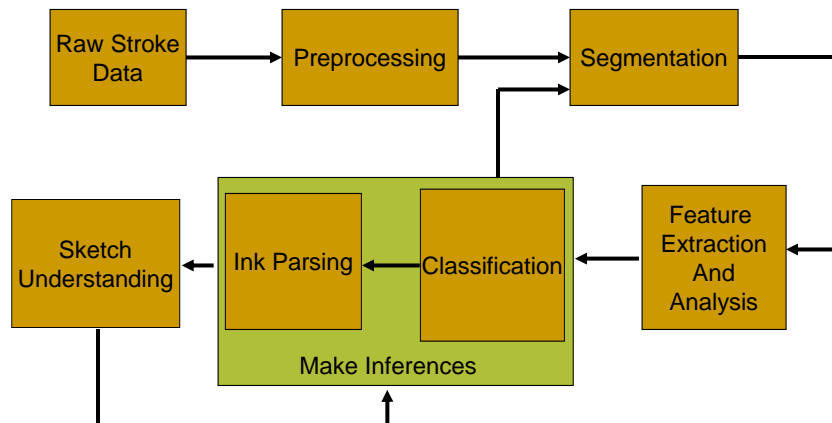 Raw Stroke
Data
Preprocessing
Segmentation
Sketch
Understanding
Ink Parsing
Classification
Feature
Extraction
And
Analysis
Make Inferences